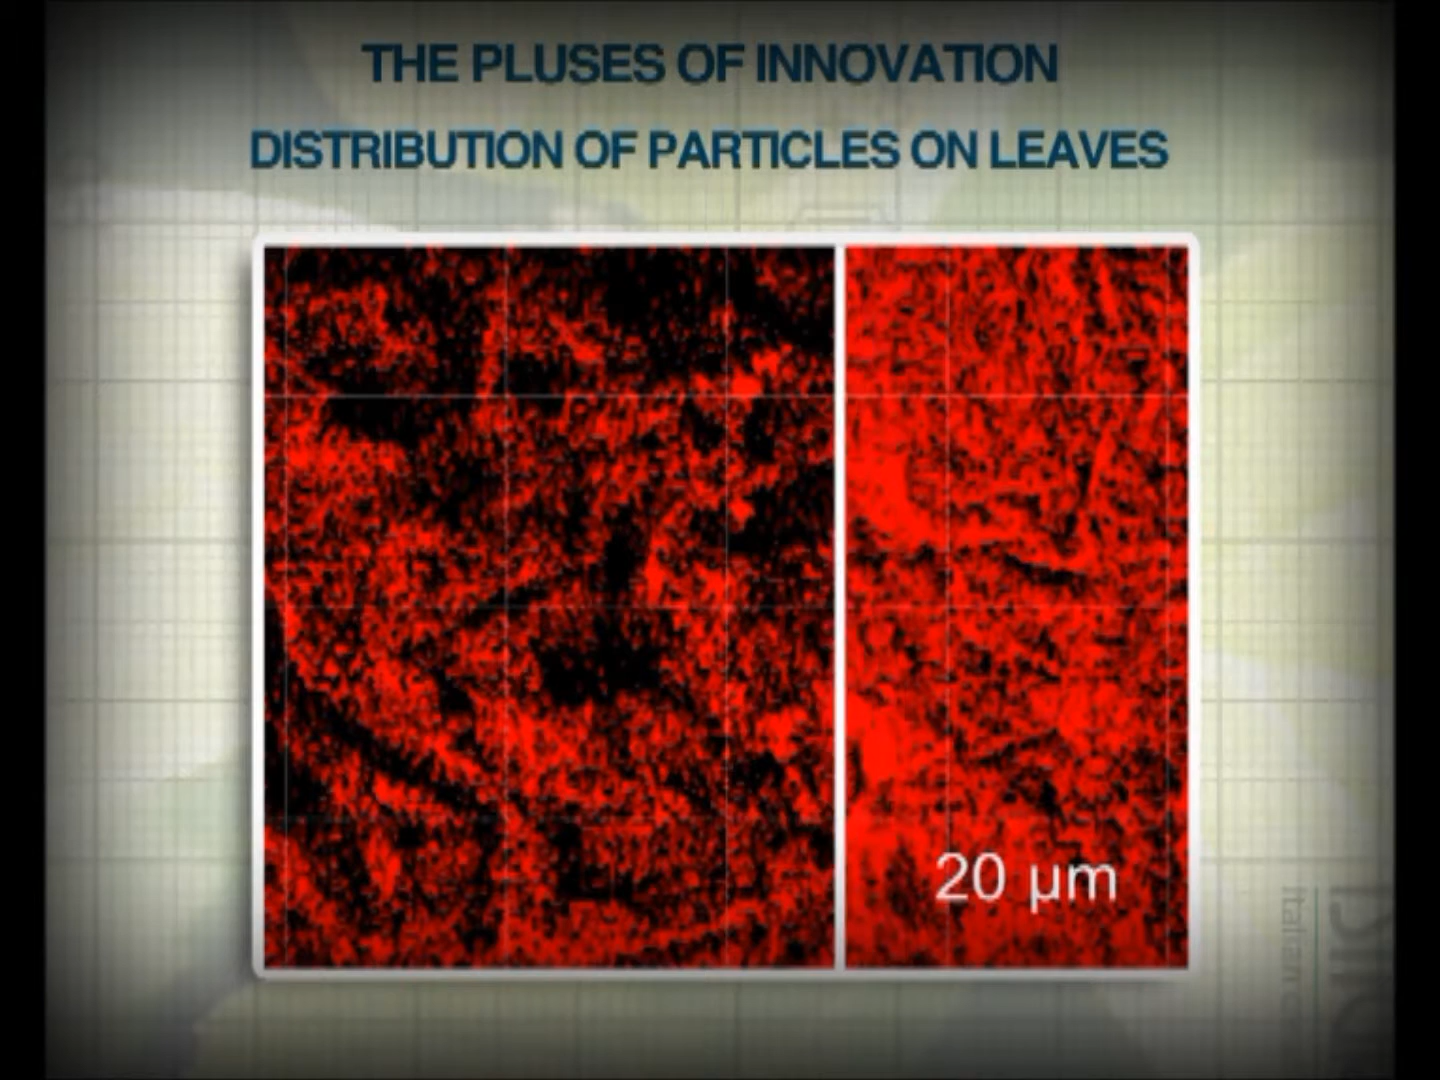 THE PLUSES OF INNOVATION
DISTRIBUTION OF PARTICLES ON LEAVES
20 µm